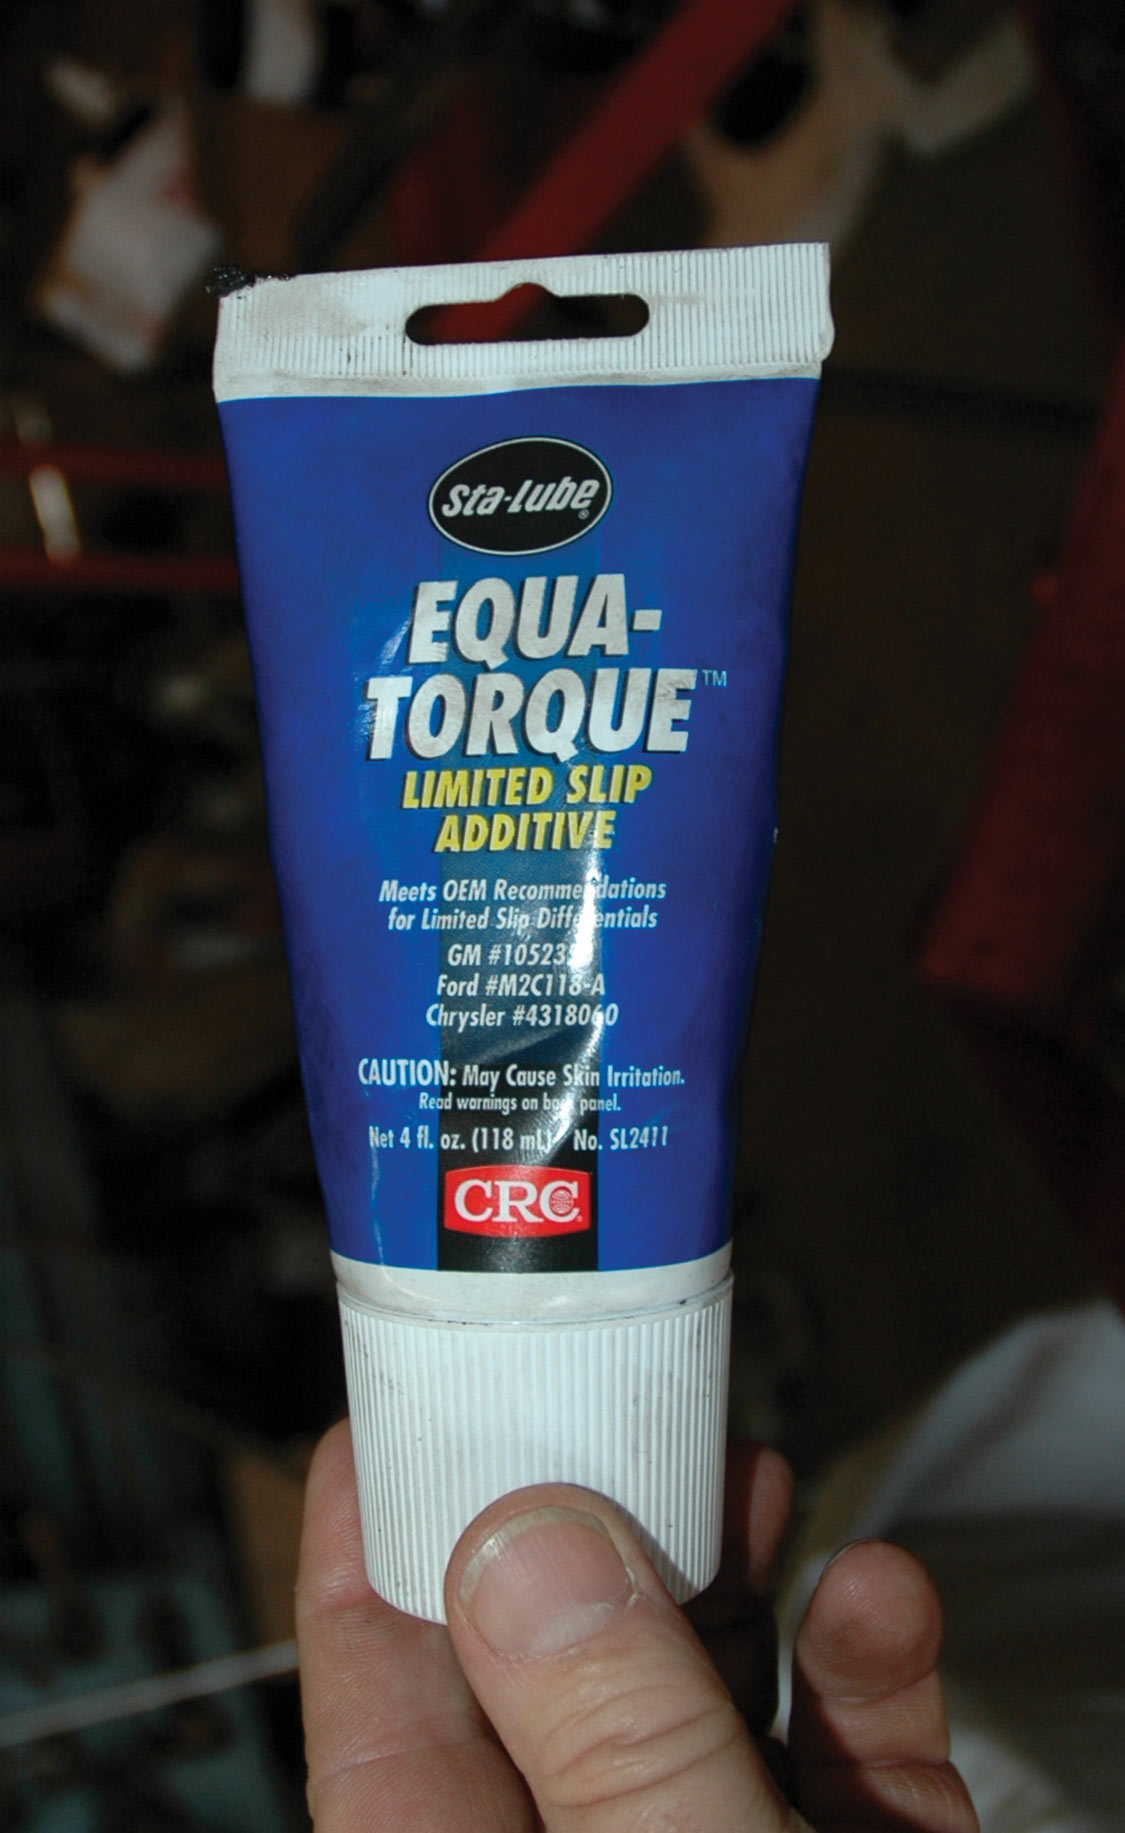 Sta-Lube®
EQUA-
TORQUE™
LIMITED SLIP
ADDITIVE
Meets OEM Recommendations
for Limited Slip Differentials
GM
Ford #M2C118-A
Chrysler #4318060
CAUTION: May Cause Skin Irritation.
Read warnings on back panel.
Net 4 fl. oz. (118 mL) No. SL2411
CRC®